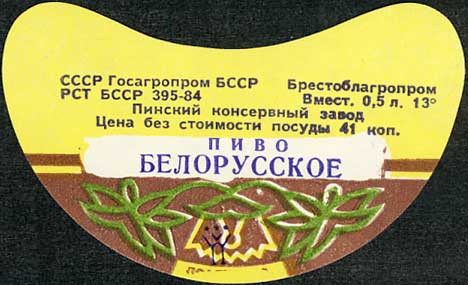 СССР Госагропром БССР Брестоблагропром
РСТ БССР 395-84 Вмест. 0,5 л. 13°
Пинский консервный завод
Цена без стоимости посуды 41 коп.
ПИВО
БЕЛОРУССКОЕ